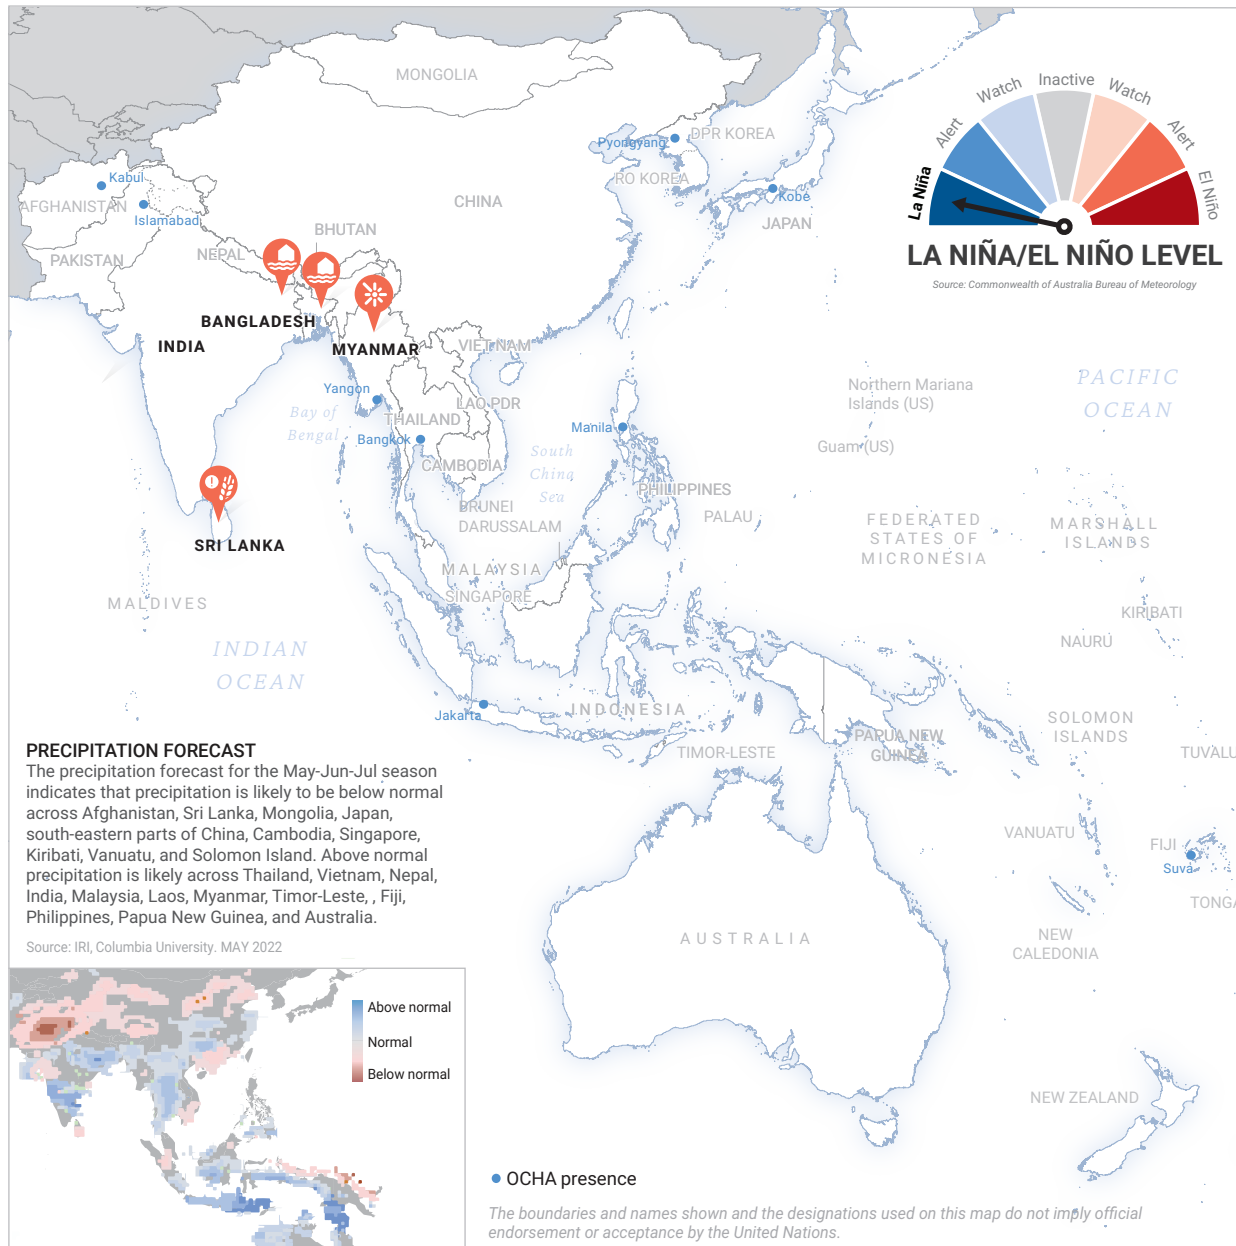 MONGOLIA
Pyongyang
DPR KOREA
RO KOREA
Kobe
JAPAN
Kabul
AFGHANISTAN
Islamabad
PAKISTAN
NEPAL
BHUTAN
CHINA
BANGLADESH
INDIA
MYANMAR
VIET NAM
Yangon
LAO PDR
THAILAND
Bay of
Bengal
Bangkok
CAMBODIA
South
China
Sea
Manila
PHILIPPINES
BRUNEI
DARUSSALAM
PALAU
SRI LANKA
MALAYSIA
SINGAPORE
MALDIVES
INDIAN
OCEAN
Jakarta
INDONESIA
TIMOR-LESTE
PAPUA NEW
GUINEA
Northern Mariana
Islands (US)
Guam (US)
PACIFIC
OCEAN
FEDERATED
STATES OF
MICRONESIA
MARSHALL
ISLANDS
KIRIBATI
NAURÚ
SOLOMON
ISLANDS
TUVALU
VANUATU
FIJI
Suva
TONGA
NEW
CALEDONIA
AUSTRALIA
NEW ZEALAND
La Niña
Alert
Watch
Inactive
Watch
Alert
El Niño
LA NIÑA/EL NIÑO LEVEL
Source: Commonwealth of Australia Bureau of Meteorology
PRECIPITATION FORECAST
The precipitation forecast for the May-Jun-Jul season
indicates that precipitation is likely to be below normal
across Afghanistan, Sri Lanka, Mongolia, Japan,
south-eastern parts of China, Cambodia, Singapore,
Kiribati, Vanuatu, and Solomon Island. Above normal
precipitation is likely across Thailand, Vietnam, Nepal,
India, Malaysia, Laos, Myanmar, Timor-Leste, , Fiji,
Philippines, Papua New Guinea, and Australia.
Source: IRI, Columbia University. MAY 2022
Above normal
Normal
Below normal
OCHA presence
The boundaries and names shown and the designations used on this map do not imply official
endorsement or acceptance by the United Nations.